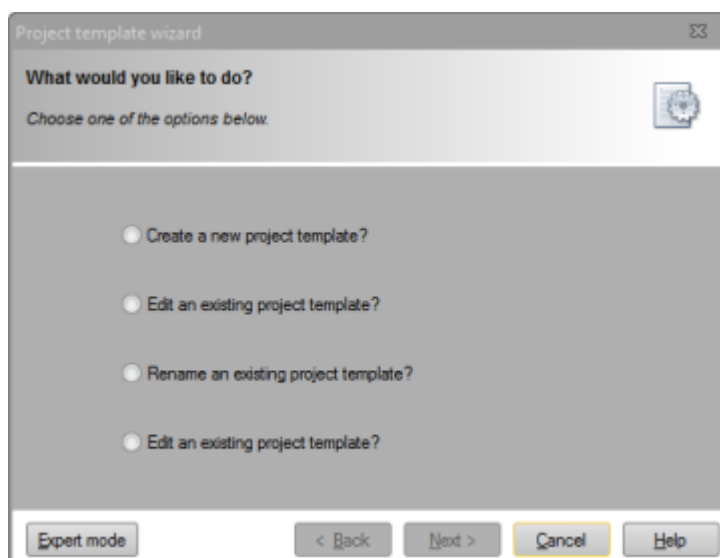 Project template wizard
What would you like to do?
Choose one of the options below.
Create a new project template?
Edit an existing project template?
Rename an existing project template?
Edit an existing project template?
Expert mode
< Back
Next >
Cancel
Help